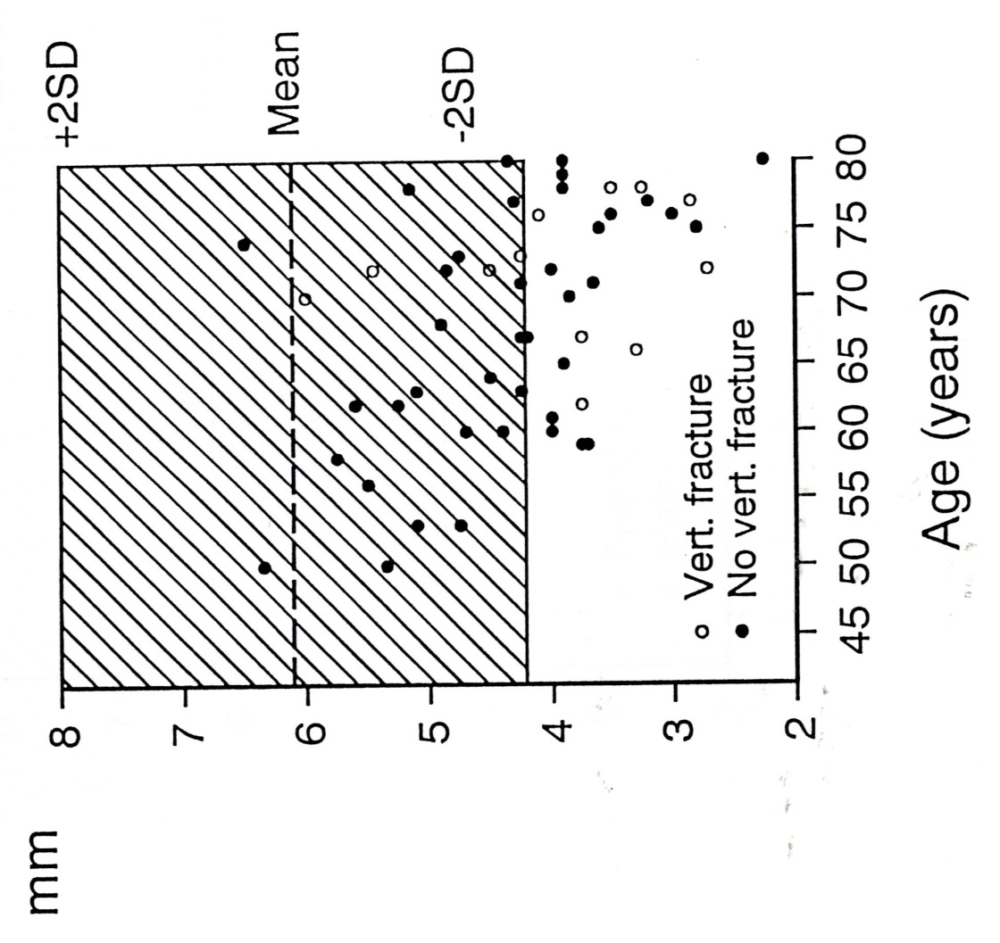 mm
8
7
6
5
4
3
2
+2SD
Mean
-2SD
Vert. fracture
No vert. fracture
45 50 55 60 65 70 75 80
Age (years)